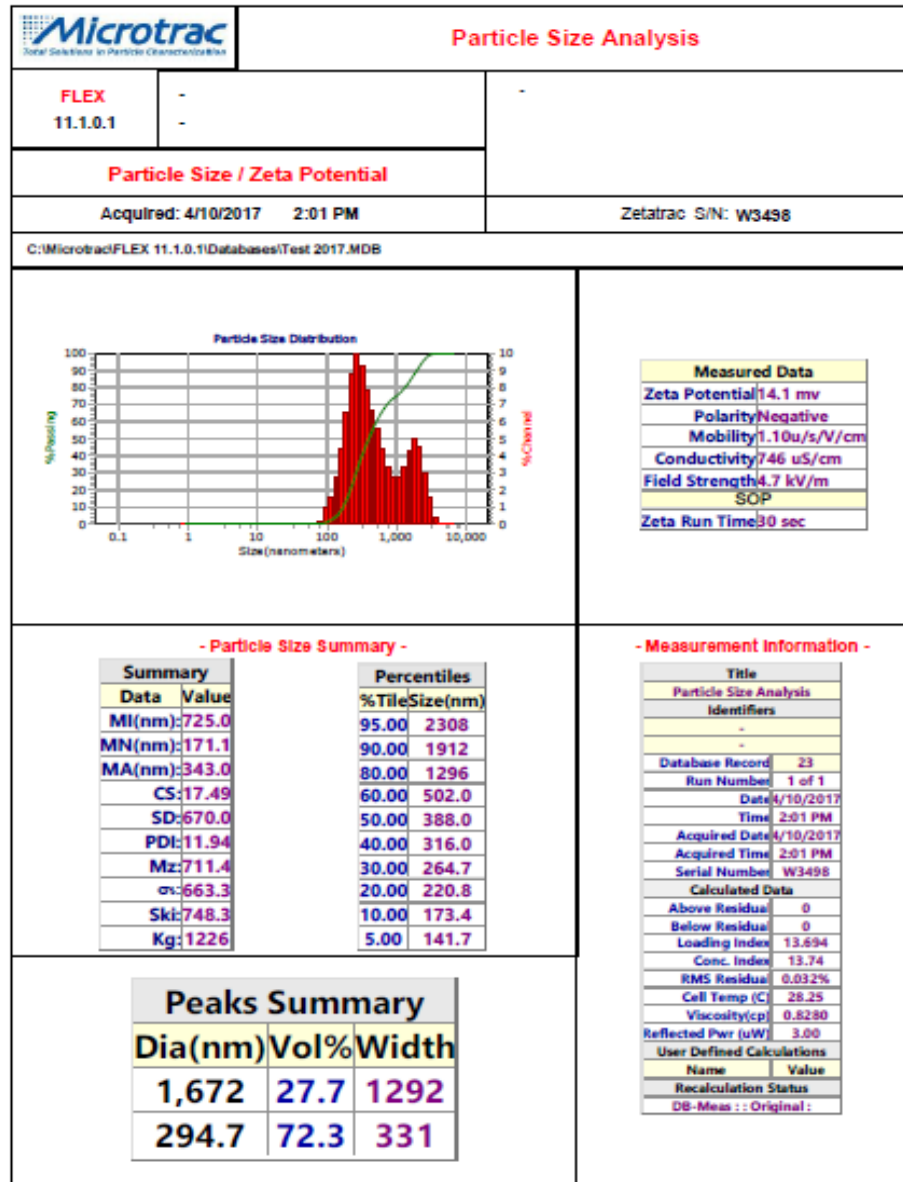 Microtrac
Total Solutions in Particle Characterization
Particle Size Analysis
FLEX
11.1.0.1
-
-
-
Particle Size / Zeta Potential
Acquired: 4/10/2017 2:01 PM
Zetatrac S/N: W3498
C:\Microtrac\FLEX 11.1.0.1\Databases\Test 2017.MDB
Particle Size Distribution
%Passing
100
90
80
70
60
50
40
30
20
10
0
10
9
8
7
6
5
4
3
2
1
0
%Channel
0.1 1 10 100 1,000 10,000
Size(nanometers)
Measured Data
Zeta Potential 14.1 mv
Polarity Negative
Mobility 1.10u/s/V/cm
Conductivity 746 uS/cm
Field Strength 4.7 kV/m
SOP
Zeta Run Time 30 sec
- Particle Size Summary -
Summary
Data Value
MI(nm): 725.0
MN(nm): 171.1
MA(nm): 343.0
CS: 17.49
SD: 670.0
PDI: 11.94
Mz: 711.4
σ: 663.3
Ski: 748.3
Kg: 1226
Percentiles
%Tile Size(nm)
95.00 2308
90.00 1912
80.00 1296
60.00 502.0
50.00 388.0
40.00 316.0
30.00 264.7
20.00 220.8
10.00 173.4
5.00 141.7
Peaks Summary
Dia(nm) Vol% Width
1,672 27.7 1292
294.7 72.3 331
- Measurement Information -
Title
Particle Size Analysis
Identifiers
-
-
Database Record 23
Run Number 1 of 1
Date 4/10/2017
Time 2:01 PM
Acquired Date 4/10/2017
Acquired Time 2:01 PM
Serial Number W3498
Calculated Data
Above Residual 0
Below Residual 0
Loading Index 13.694
Conc. Index 13.74
RMS Residual 0.032%
Cell Temp (C) 28.25
Viscosity(cp) 0.8280
Reflected Pwr (uW) 3.00
User Defined Calculations
Name Value
Recalculation Status
DB-Meas : : Original :